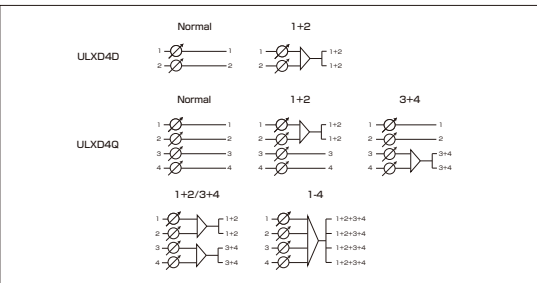 Normal 1+2
ULXD4D
1 1 1 1+2
2 2 2 1+2
Normal 1+2 3+4
ULXD4Q
1 1 1 1+2 1 1
2 2 2 1+2 2 2
3 3 3 3 3 3+4
4 4 4 4 4 3+4
1+2/3+4 1-4
1 1+2 1 1+2+3+4
2 1+2 2 1+2+3+4
3 3+4 3 1+2+3+4
4 3+4 4 1+2+3+4